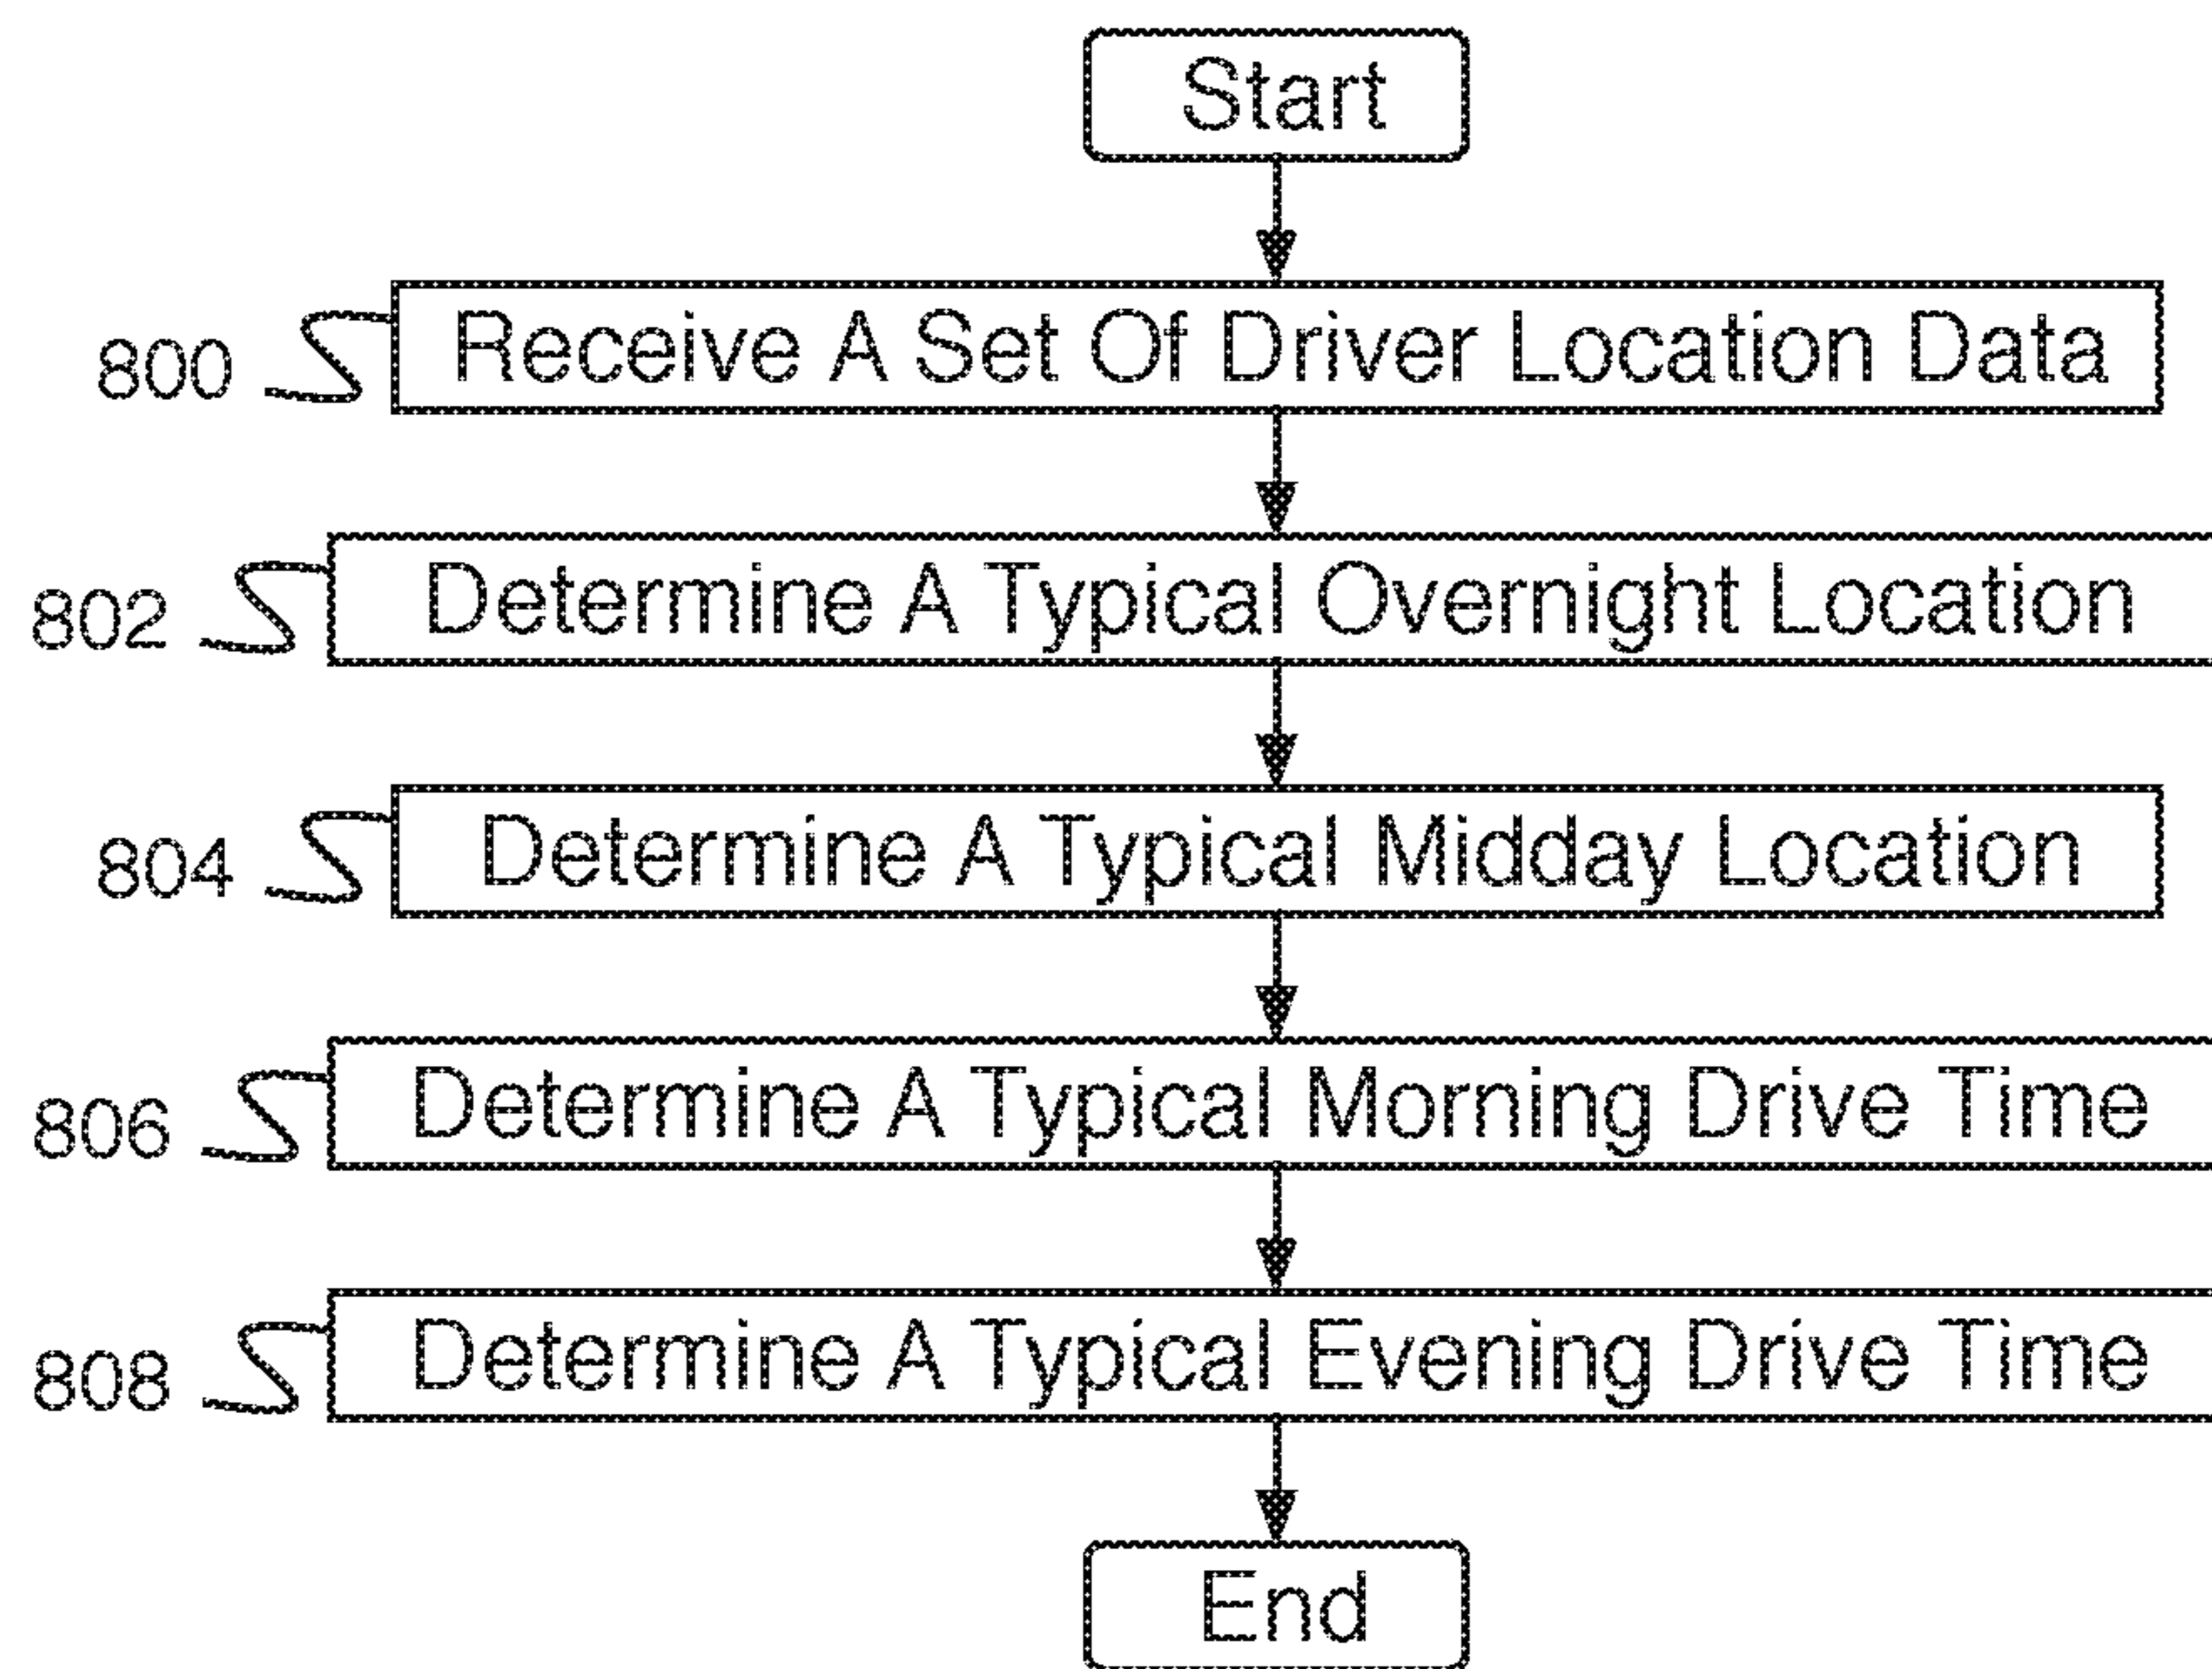 Start
800 Receive A Set Of Driver Location Data
802 Determine A Typical Overnight Location
804 Determine A Typical Midday Location
806 Determine A Typical Morning Drive Time
808 Determine A Typical Evening Drive Time
End